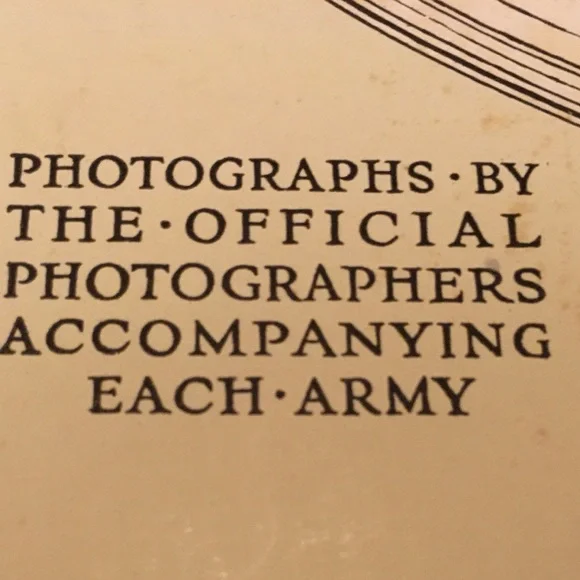 PHOTOGRAPHS · BY
THE · OFFICIAL
PHOTOGRAPHERS
ACCOMPANYING
EACH · ARMY